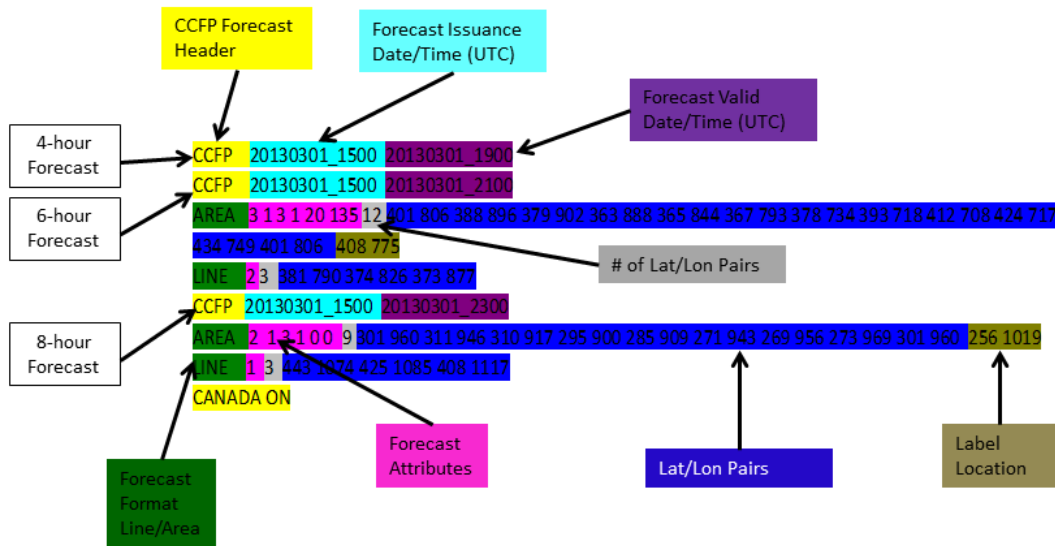 CCFP Forecast
Header
Forecast Issuance
Date/Time (UTC)
Forecast Valid
Date/Time (UTC)
4-hour
Forecast
CCFP 20130301_1500 20130301_1900
CCFP 20130301_1500 20130301_2100
6-hour
Forecast
AREA 3 1 3 1 20 135 12 401 806 388 896 379 902 363 888 365 844 367 793 378 734 393 718 412 708 424 717
434 749 401 806 408 775
# of Lat/Lon Pairs
LINE 2 3 381 790 374 826 373 877
CCFP 20130301_1500 20130301_2300
8-hour
Forecast
AREA 2 1 3 1 0 0 9 301 960 311 946 310 917 295 900 285 909 271 943 269 956 273 969 301 960 256 1019
LINE 1 3 443 1074 425 1085 408 1117
CANADA ON
Forecast
Format
Line/Area
Forecast
Attributes
Lat/Lon Pairs
Label
Location